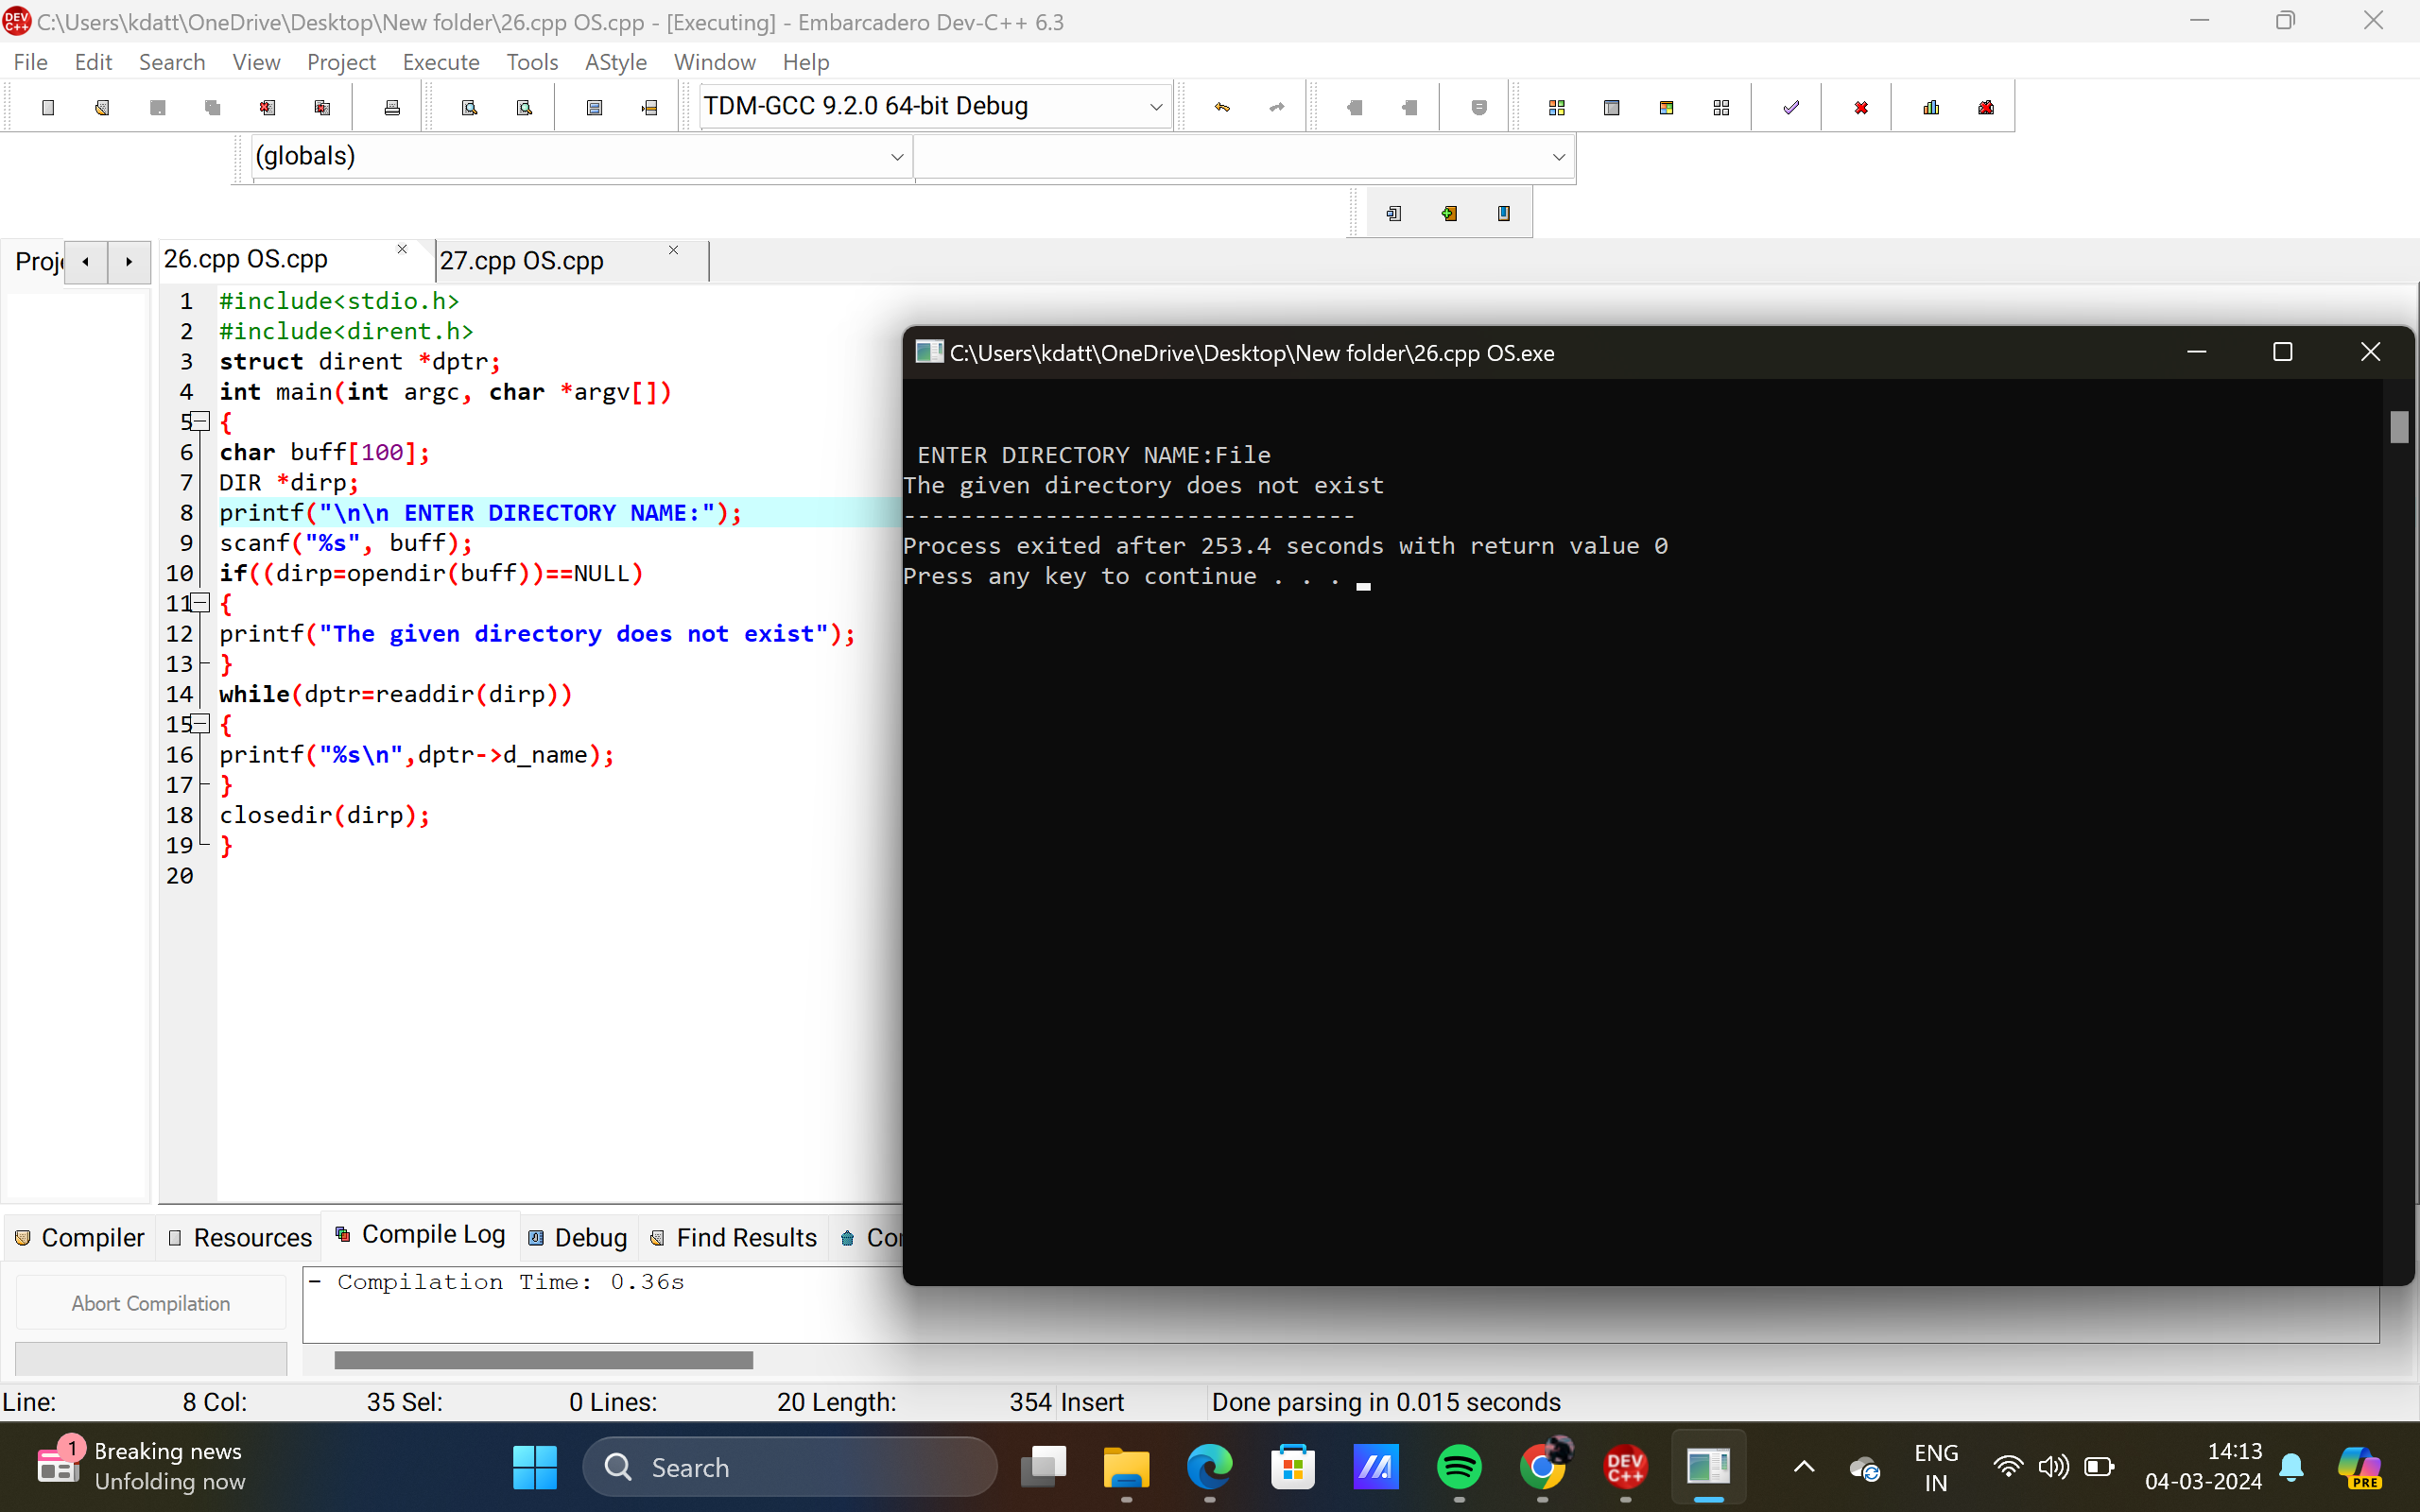 C:\Users\kdatt\OneDrive\Desktop\New folder\26.cpp OS.cpp - [Executing] - Embarcadero Dev-C++ 6.3
File Edit Search View Project Execute Tools AStyle Window Help
TDM-GCC 9.2.0 64-bit Debug
(globals)
26.cpp OS.cpp 27.cpp OS.cpp
1 #include<stdio.h>
2 #include<dirent.h>
3 struct dirent *dptr;
4 int main(int argc, char *argv[])
5 {
6 char buff[100];
7 DIR *dirp;
8 printf("\n\n ENTER DIRECTORY NAME:");
9 scanf("%s", buff);
10 if((dirp=opendir(buff))==NULL)
11 {
12 printf("The given directory does not exist");
13 }
14 while(dptr=readdir(dirp))
15 {
16 printf("%s\n",dptr->d_name);
17 }
18 closedir(dirp);
19 }
20
C:\Users\kdatt\OneDrive\Desktop\New folder\26.cpp OS.exe
ENTER DIRECTORY NAME:File
The given directory does not exist
--------------------------------
Process exited after 253.4 seconds with return value 0
Press any key to continue . . .
Compiler Resources Compile Log Debug Find Results
Abort Compilation
- Compilation Time: 0.36s
Line: 8 Col: 35 Sel: 0 Lines: 20 Length: 354 Insert Done parsing in 0.015 seconds
1 Breaking news
Unfolding now
Search
DEV C++
ENG
IN
14:13
04-03-2024
PRE